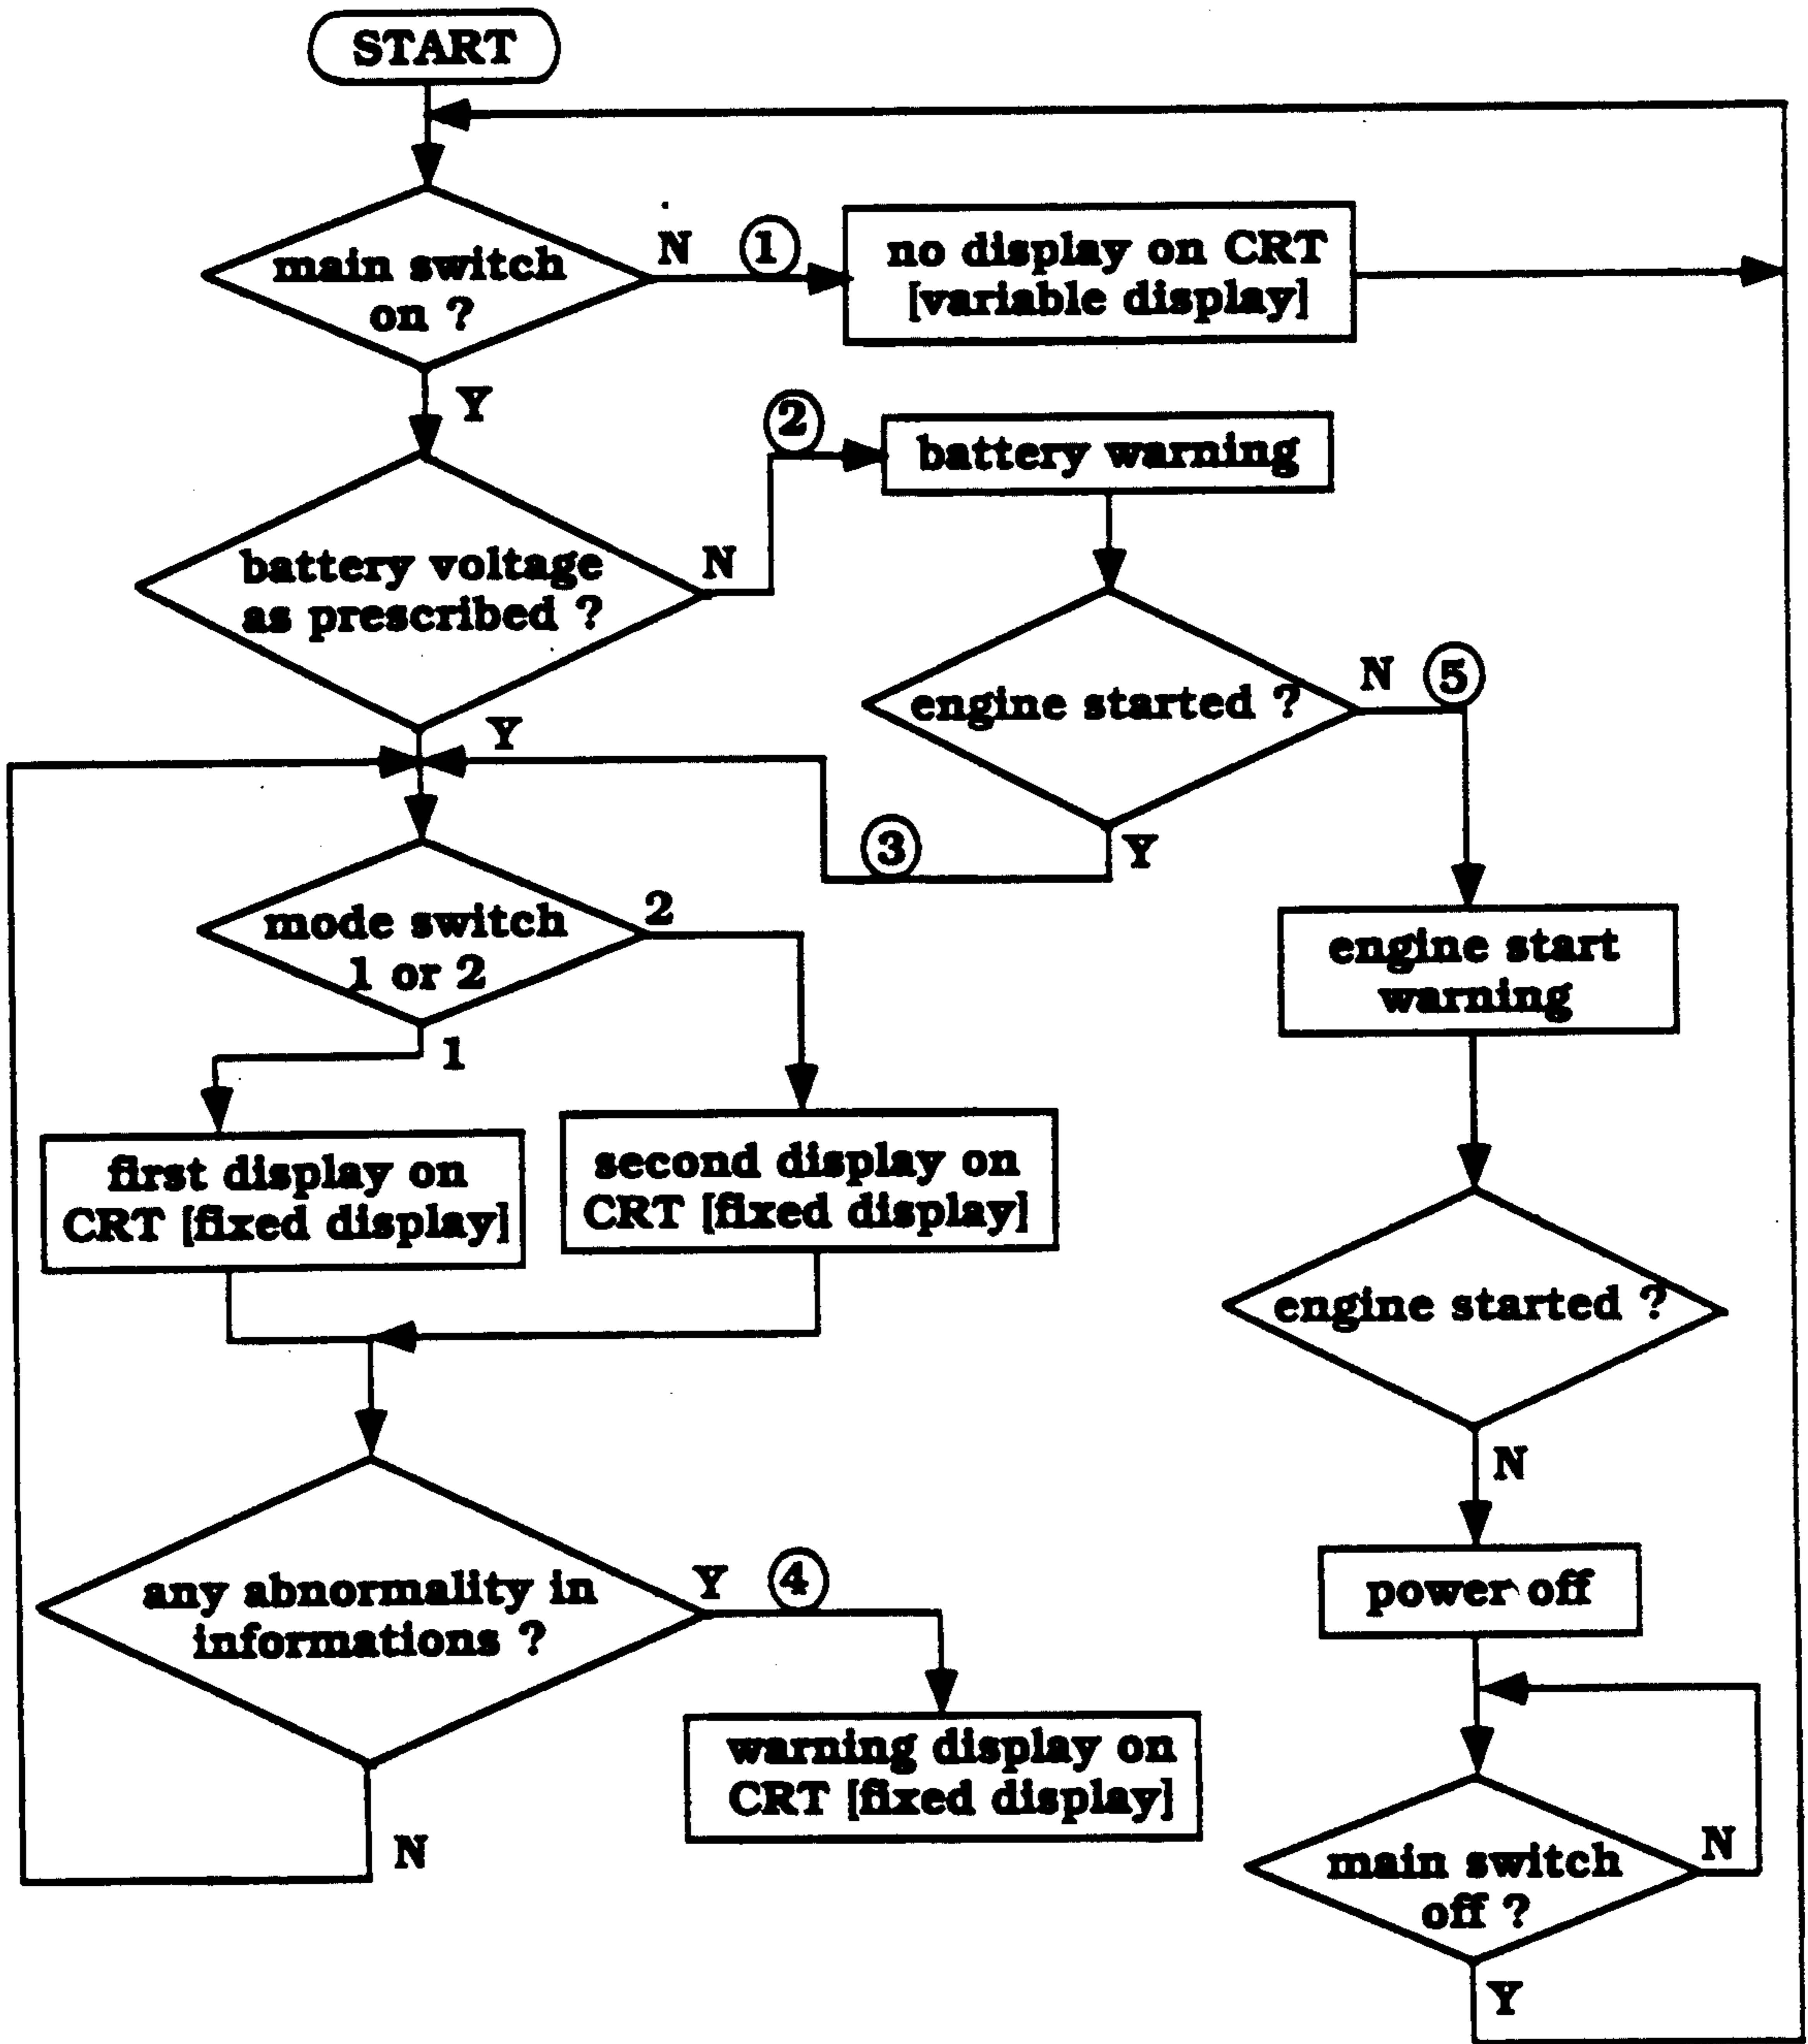 START
main switch
on ?
N
1
no display on CRT
[variable display]
Y
2
battery warning
battery voltage
as prescribed ?
N
Y
engine started ?
N
5
3
Y
mode switch
1 or 2
2
1
engine start
warning
first display on
CRT [fixed display]
second display on
CRT [fixed display]
engine started ?
N
any abnormality in
informations ?
Y
4
power off
warning display on
CRT [fixed display]
N
main switch
off ?
N
Y